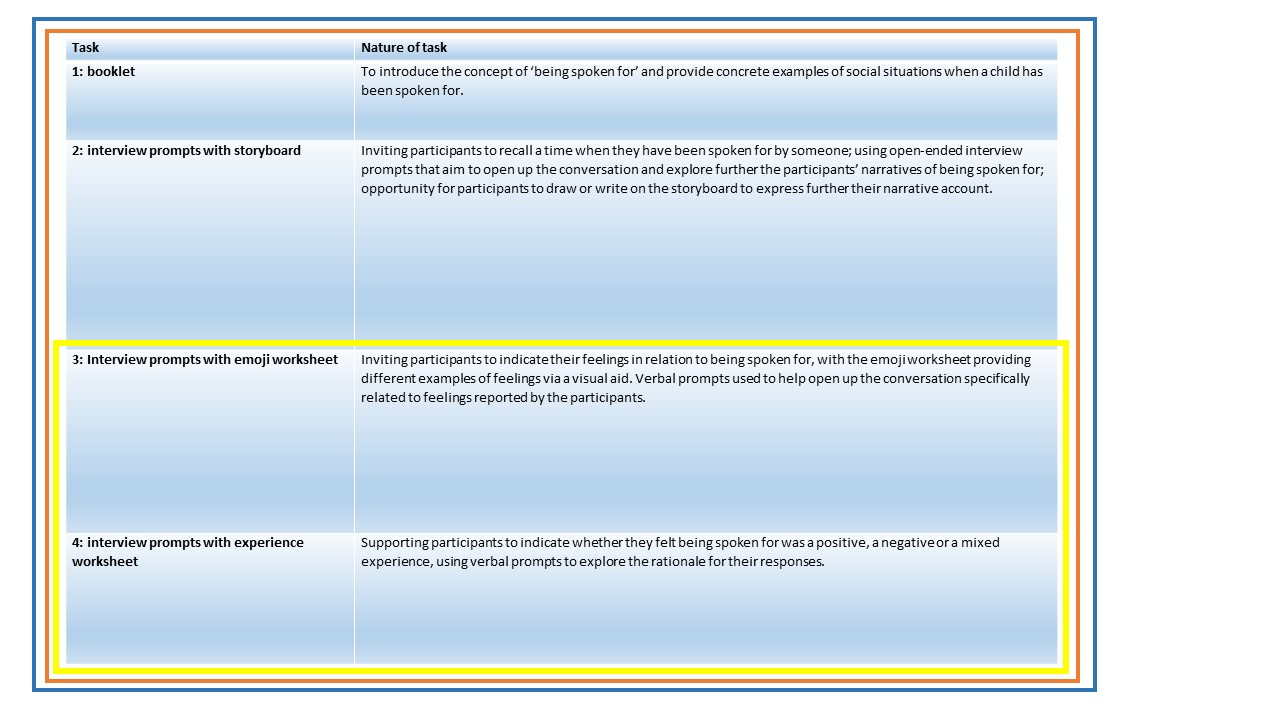 Task
Nature of task
1: booklet
To introduce the concept of ‘being spoken for’ and provide concrete examples of social situations when a child has
been spoken for.
2: interview prompts with storyboard
Inviting participants to recall a time when they have been spoken for by someone; using open-ended interview
prompts that aim to open up the conversation and explore further the participants’ narratives of being spoken for;
opportunity for participants to draw or write on the storyboard to express further their narrative account.
3: Interview prompts with emoji worksheet
Inviting participants to indicate their feelings in relation to being spoken for, with the emoji worksheet providing
different examples of feelings via a visual aid. Verbal prompts used to help open up the conversation specifically
related to feelings reported by the participants.
4: interview prompts with experience
worksheet
Supporting participants to indicate whether they felt being spoken for was a positive, a negative or a mixed
experience, using verbal prompts to explore the rationale for their responses.